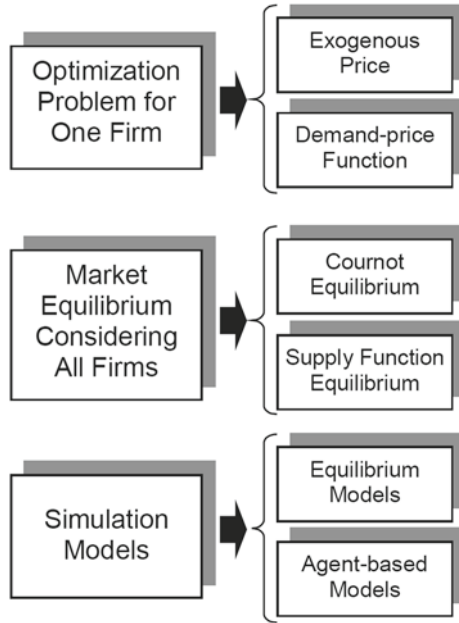 Optimization
Problem for
One Firm
Exogenous
Price
Demand-price
Function
Market
Equilibrium
Considering
All Firms
Cournot
Equilibrium
Supply Function
Equilibrium
Simulation
Models
Equilibrium
Models
Agent-based
Models